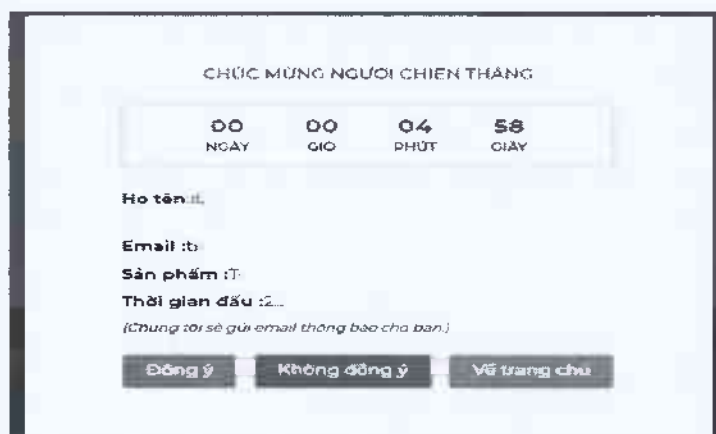 CHÚC MỪNG NGƯỜI CHIẾN THẮNG
00 00 04 58
NGÀY GIỜ PHÚT GIÂY
Họ tên :
Email :b
Sản phẩm :T
Thời gian đấu :2...
(Chúng tôi sẽ gửi email thông báo cho bạn.)
Đồng ý Không đồng ý Về trang chủ